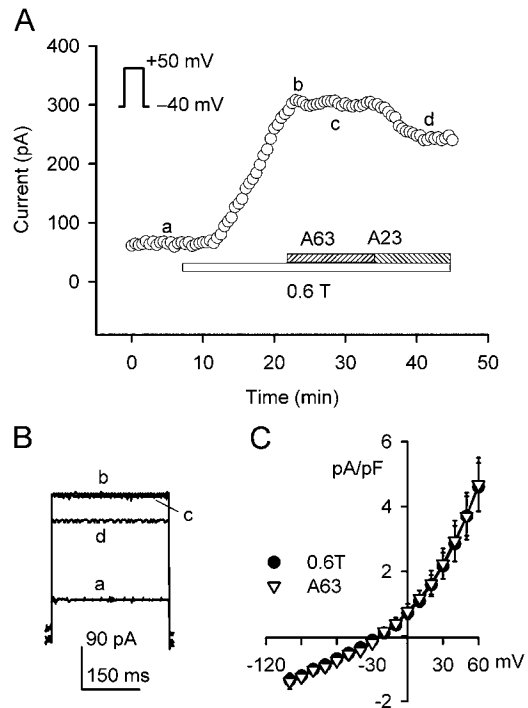 A
400
300
200
100
0
Current (pA)
+50 mV
–40 mV
a
b
c
d
A63
A23
0.6 T
0
10
20
30
40
50
Time (min)
B
b
c
d
a
90 pA
150 ms
C
6
pA/pF
4
2
-2
0.6T
A63
-120
-30
30
60
mV